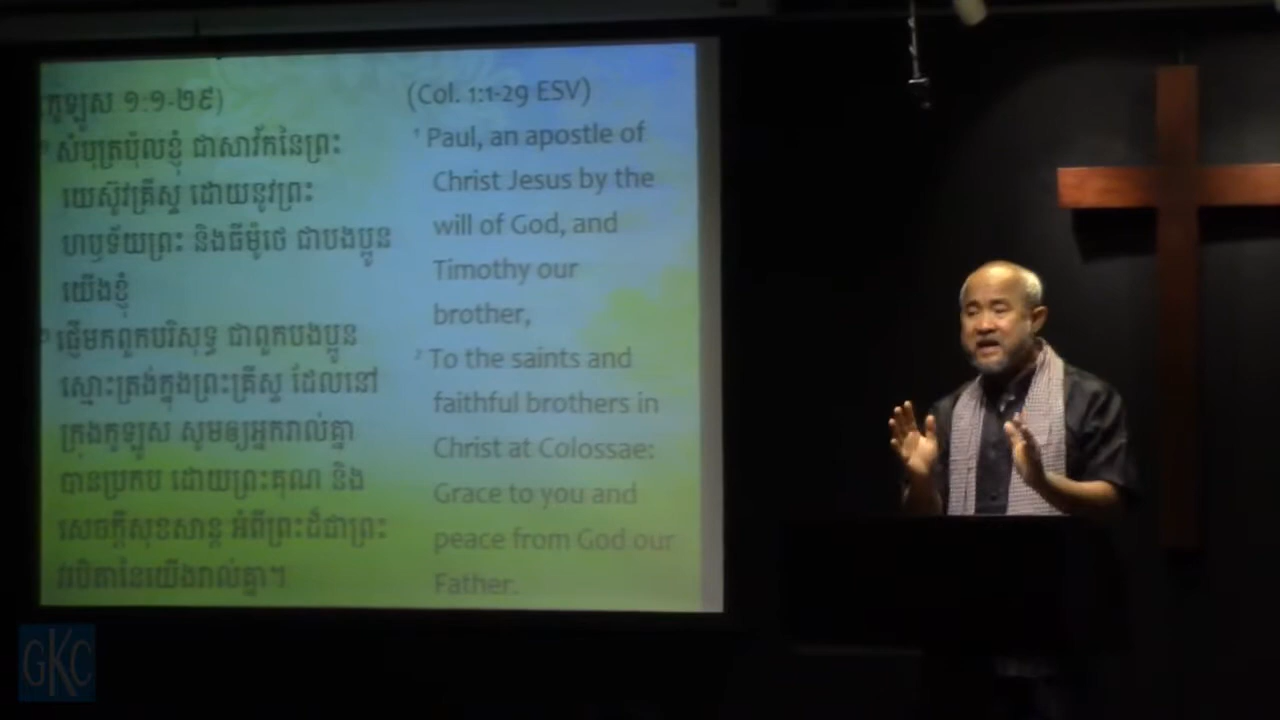 កូឡូស ១:១-២៩)
សំបុត្រប៉ុលខ្ញុំ ជាសាវ័កនៃព្រះ
យេស៊ូវគ្រីស្ទ ដោយនូវព្រះ
ហឫទ័យព្រះ និងធីម៉ូថេ ជាបងប្អូន
យើងខ្ញុំ
ផ្ញើមកពួកបរិសុទ្ធ ជាពួកបងប្អូន
ស្មោះត្រង់ក្នុងព្រះគ្រីស្ទ ដែលនៅ
ក្រុងកូឡូស សូមឲ្យអ្នករាល់គ្នា
បានប្រកប ដោយព្រះគុណ និង
សេចក្តីសុខសាន្ត អំពីព្រះដ៏ជាព្រះ
វរបិតានៃយើងរាល់គ្នា។
(Col. 1:1-29 ESV)
1 Paul, an apostle of
Christ Jesus by the
will of God, and
Timothy our
brother,
2 To the saints and
faithful brothers in
Christ at Colossae:
Grace to you and
peace from God our
Father.
GKC